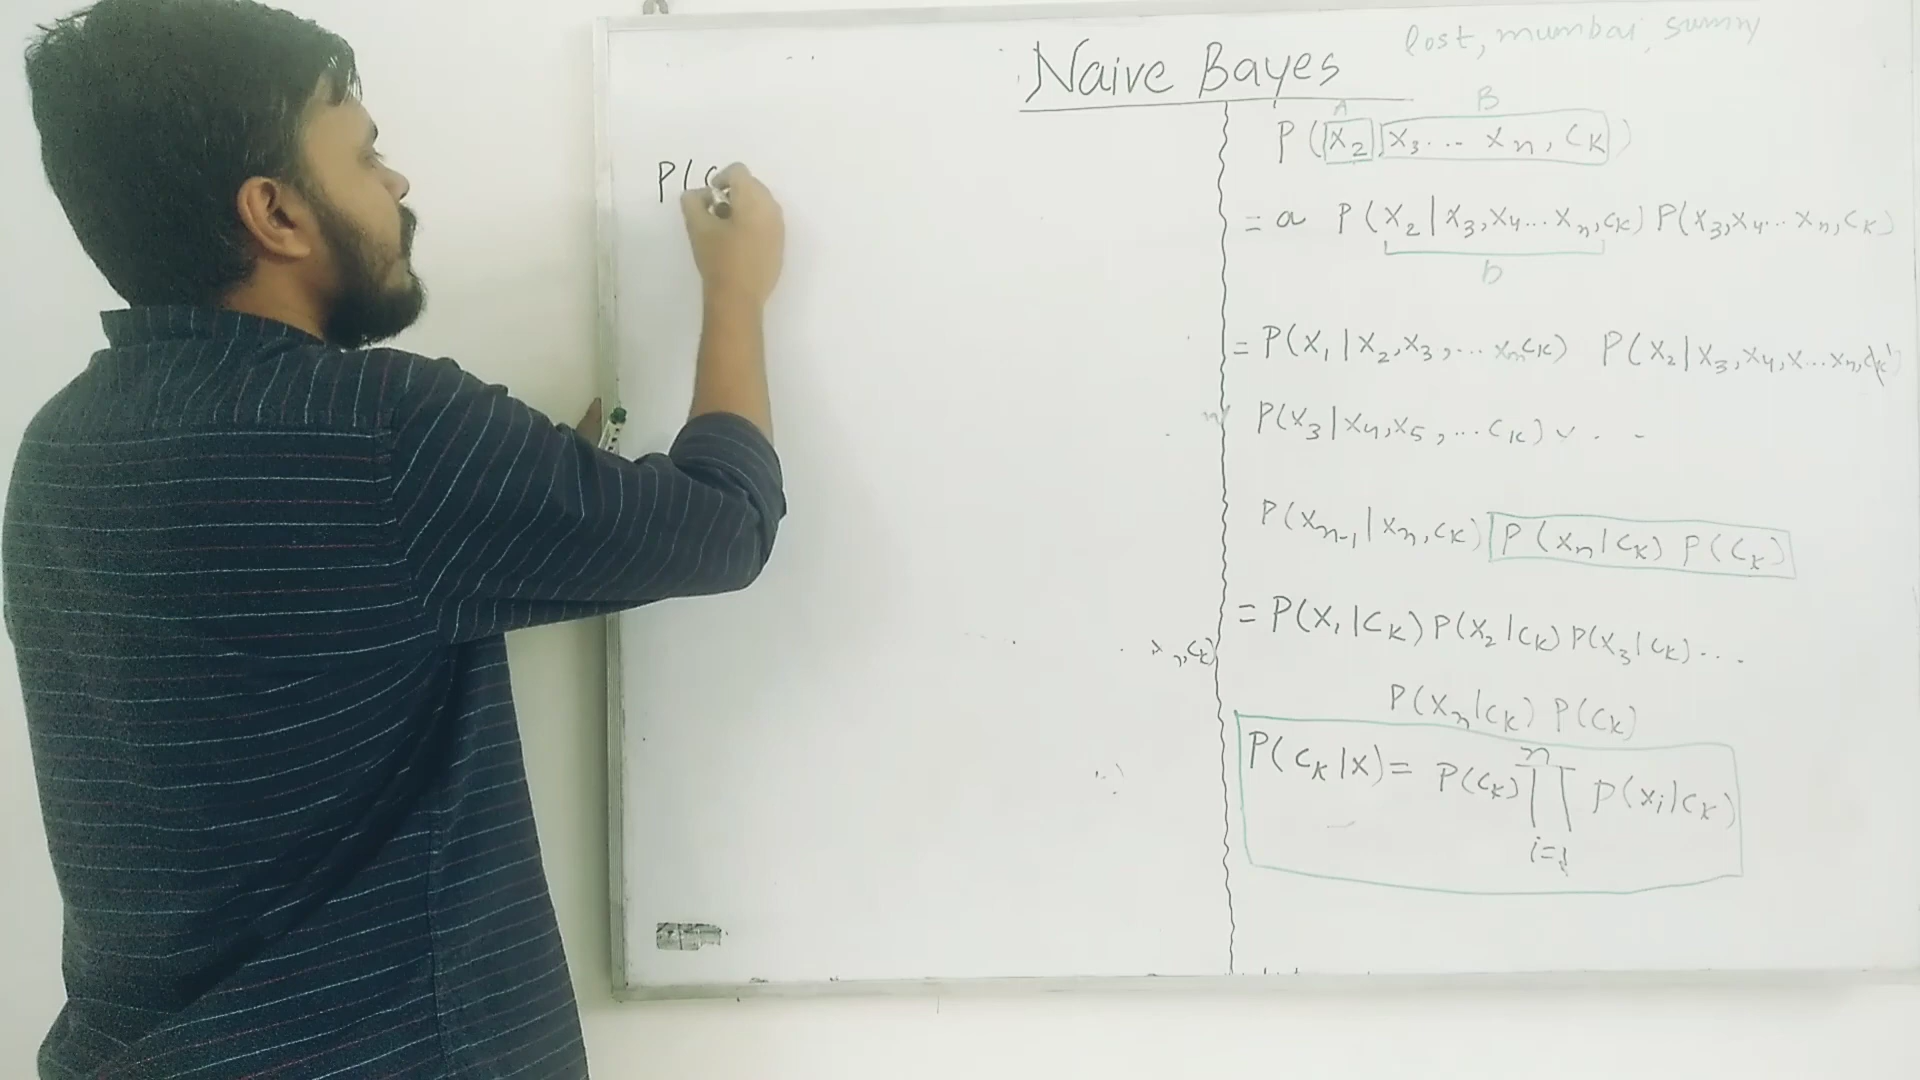 lost, mumbai, sunny
Naive Bayes
A B
P(x₂|x₃... xₙ, Cₖ)
= a P(x₂|x₃,x₄...xₙ,Cₖ) P(x₃,x₄...xₙ,Cₖ)
b
= P(x₁|x₂,x₃,...xₙCₖ) P(x₂|x₃,x₄,x...xₙ,Cₖ)
P(x₃|x₄,x₅,...Cₖ)
P(xₙ₋₁|xₙ,Cₖ) P(xₙ|Cₖ) P(Cₖ)
= P(x₁|Cₖ) P(x₂|Cₖ) P(x₃|Cₖ)...
P(xₙ|Cₖ) P(Cₖ)
P(Cₖ|x) = P(Cₖ) ∏ⁿᵢ₌₁ P(xᵢ|Cₖ)
P(C
xₙ,Cₖ)